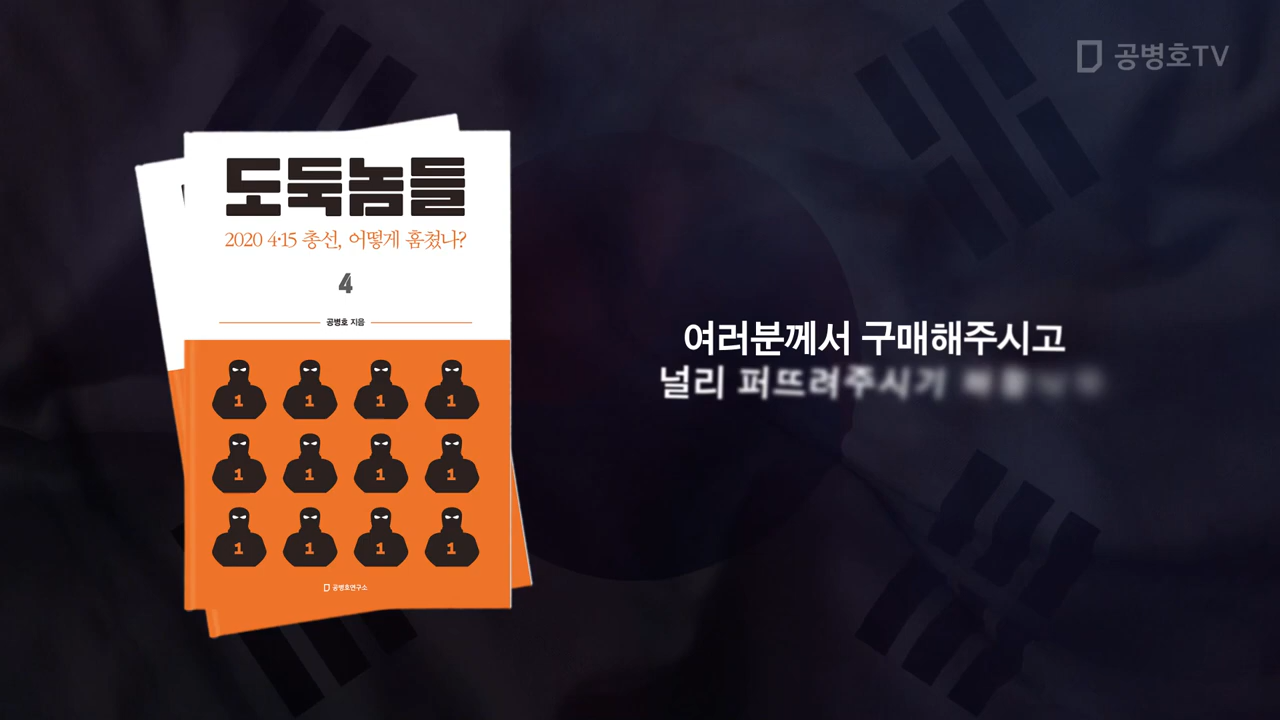 공병호TV
도둑놈들
2020 4·15 총선, 어떻게 훔쳤나?
4
공병호 지음
1 1 1 1
1 1 1 1
1 1 1 1
공병호연구소
여러분께서 구매해주시고
널리 퍼뜨려주시기